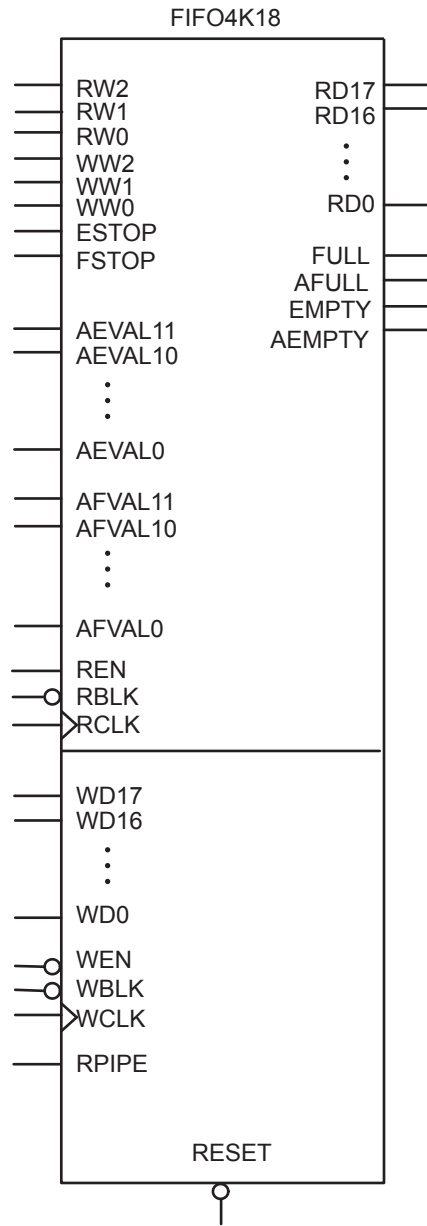 FIFO4K18
RW2
RW1
RW0
WW2
WW1
WW0
ESTOP
FSTOP
AEVAL11
AEVAL10
AEVAL0
AFVAL11
AFVAL10
AFVAL0
REN
RBLK
RCLK
WD17
WD16
WD0
WEN
WBLK
WCLK
RPIPE
RD17
RD16
RD0
FULL
AFULL
EMPTY
AEMPTY
RESET